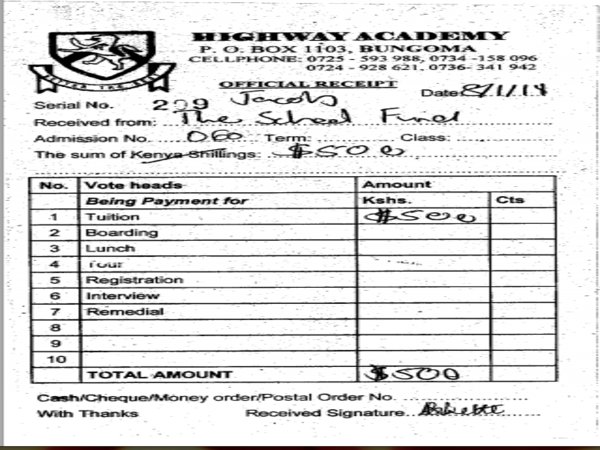 HIGHWAY ACADEMY
P. O. BOX 1103, BUNGOMA
CELLPHONE: 0725 - 593 988, 0734 -158 096
0724 - 928 621, 0736- 341 942
OFFICIAL RECEIPT
Date: 8/1/18
Serial No. 209 Jacob
Received from: The School Fund
Admission No. 060 Term: Class:
The sum of Kenya Shillings: $500
No. Vote heads Amount
Being Payment for Kshs. Cts
1 Tuition $500
2 Boarding
3 Lunch
4 Tour
5 Registration
6 Interview
7 Remedial
8
9
10
TOTAL AMOUNT $500
Cash/Cheque/Money order/Postal Order No.
With Thanks Received Signature